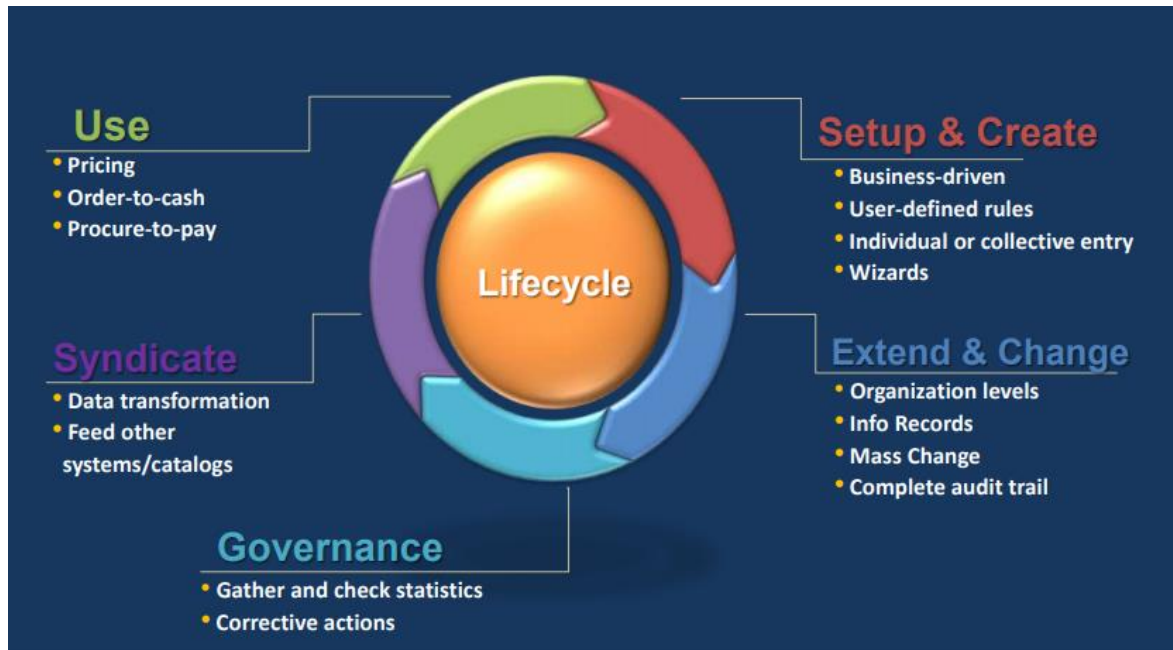 Use
• Pricing
• Order-to-cash
• Procure-to-pay
Setup & Create
• Business-driven
• User-defined rules
• Individual or collective entry
• Wizards
Lifecycle
Syndicate
• Data transformation
• Feed other
systems/catalogs
Extend & Change
• Organization levels
• Info Records
• Mass Change
• Complete audit trail
Governance
• Gather and check statistics
• Corrective actions